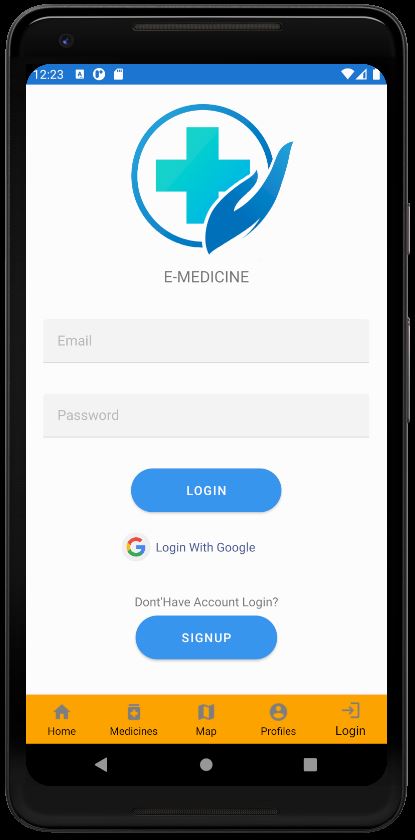 12:23
E-MEDICINE
Email
Password
LOGIN
Login With Google
Dont'Have Account Login?
SIGNUP
Home Medicines Map Profiles Login